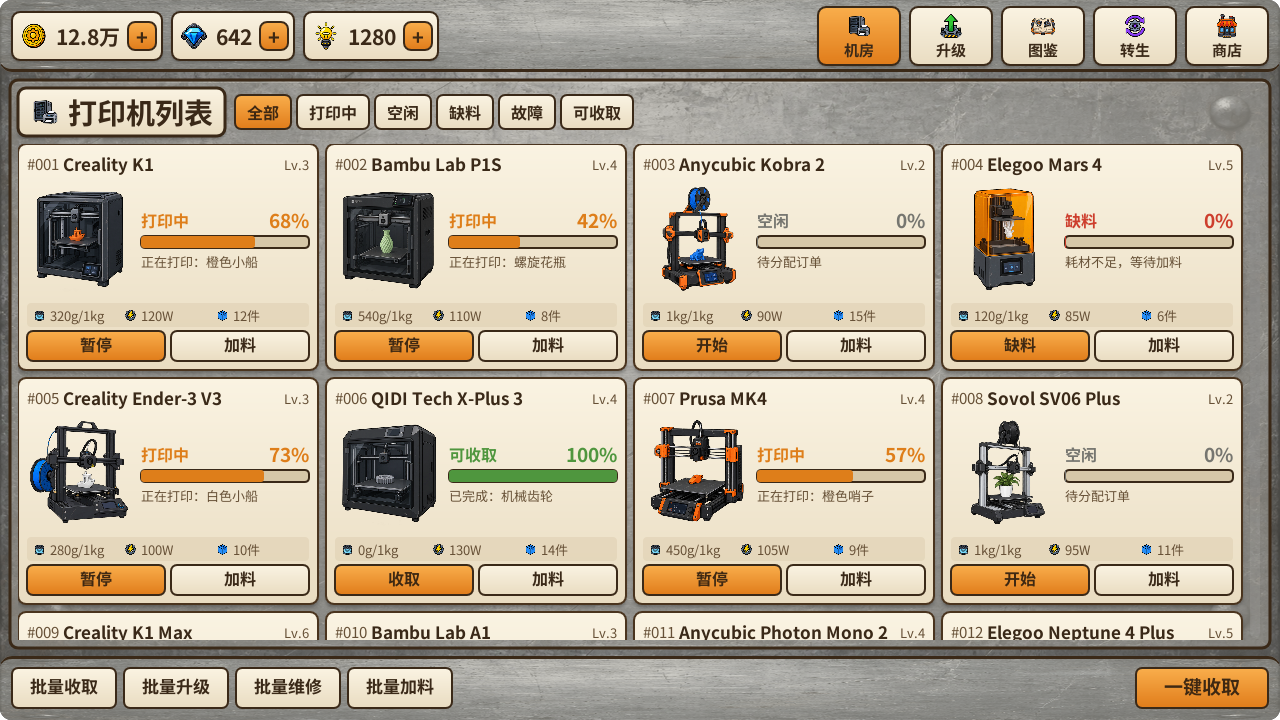 12.8万 + 642 + 1280 +
机房 升级 图鉴 转生 商店
打印机列表 全部 打印中 空闲 缺料 故障 可收取
#001 Creality K1 Lv.3
打印中 68%
正在打印：橙色小船
320g/1kg 120W 12件
暂停 加料
#002 Bambu Lab P1S Lv.4
打印中 42%
正在打印：螺旋花瓶
540g/1kg 110W 8件
暂停 加料
#003 Anycubic Kobra 2 Lv.2
空闲 0%
待分配订单
1kg/1kg 90W 15件
开始 加料
#004 Elegoo Mars 4 Lv.5
缺料 0%
耗材不足，等待加料
120g/1kg 85W 6件
缺料 加料
#005 Creality Ender-3 V3 Lv.3
打印中 73%
正在打印：白色小船
280g/1kg 100W 10件
暂停 加料
#006 QIDI Tech X-Plus 3 Lv.4
可收取 100%
已完成：机械齿轮
0g/1kg 130W 14件
收取 加料
#007 Prusa MK4 Lv.4
打印中 57%
正在打印：橙色哨子
450g/1kg 105W 9件
暂停 加料
#008 Sovol SV06 Plus Lv.2
空闲 0%
待分配订单
1kg/1kg 95W 11件
开始 加料
#009 Creality K1 Max Lv.6
#010 Bambu Lab A1 Lv.3
#011 Anycubic Photon Mono 2 Lv.4
#012 Elegoo Neptune 4 Plus Lv.5
批量收取 批量升级 批量维修 批量加料 一键收取